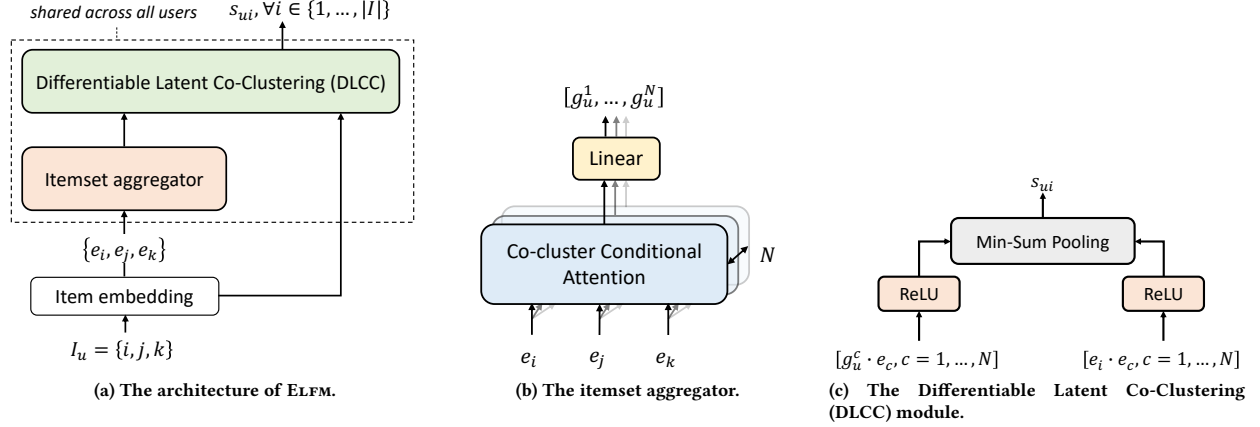 shared across all users
s_{ui}, ∀i ∈ {1, …, |I|}
Differentiable Latent Co-Clustering (DLCC)
Itemset aggregator
{e_i, e_j, e_k}
Item embedding
I_u = {i, j, k}
(a) The architecture of ELFM.
[g_u^1, …, g_u^N]
Linear
Co-cluster Conditional
Attention
N
e_i e_j e_k
(b) The itemset aggregator.
s_{ui}
Min-Sum Pooling
ReLU ReLU
[g_u^c · e_c, c = 1, …, N] [e_i · e_c, c = 1, …, N]
(c) The Differentiable Latent Co-Clustering
(DLCC) module.